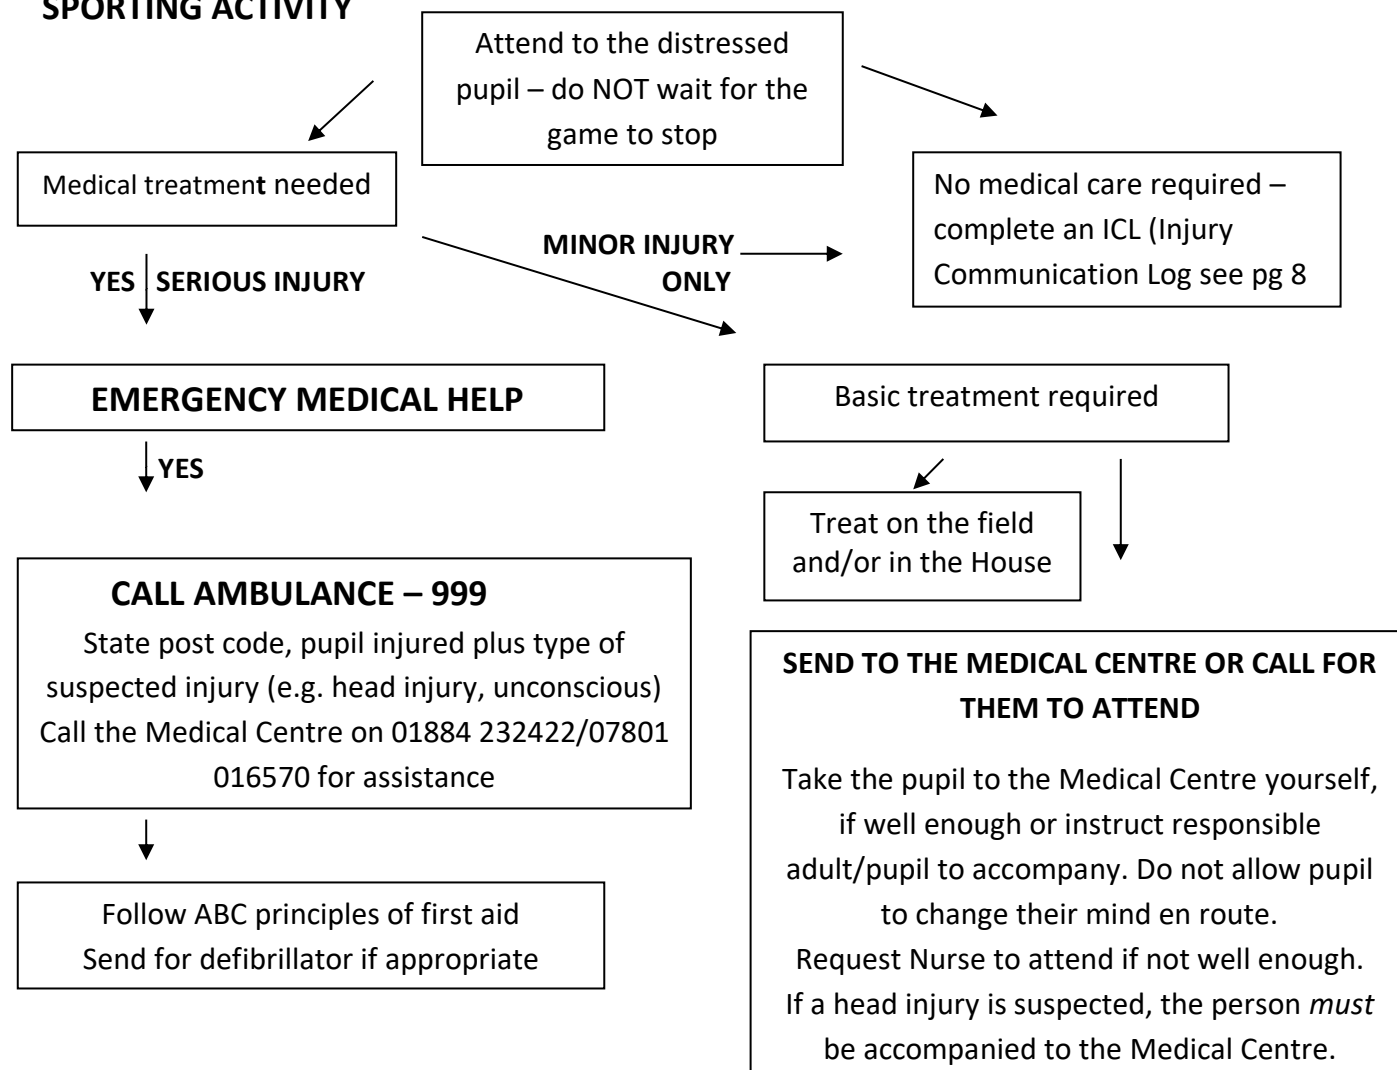 SPORTING ACTIVITY
Attend to the distressed
pupil – do NOT wait for the
game to stop
Medical treatment needed
No medical care required –
complete an ICL (Injury
Communication Log see pg 8
MINOR INJURY
ONLY
YES SERIOUS INJURY
EMERGENCY MEDICAL HELP
Basic treatment required
YES
Treat on the field
and/or in the House
CALL AMBULANCE – 999
State post code, pupil injured plus type of
suspected injury (e.g. head injury, unconscious)
Call the Medical Centre on 01884 232422/07801
016570 for assistance
SEND TO THE MEDICAL CENTRE OR CALL FOR
THEM TO ATTEND
Take the pupil to the Medical Centre yourself,
if well enough or instruct responsible
adult/pupil to accompany. Do not allow pupil
to change their mind en route.
Request Nurse to attend if not well enough.
If a head injury is suspected, the person must
be accompanied to the Medical Centre.
Follow ABC principles of first aid
Send for defibrillator if appropriate